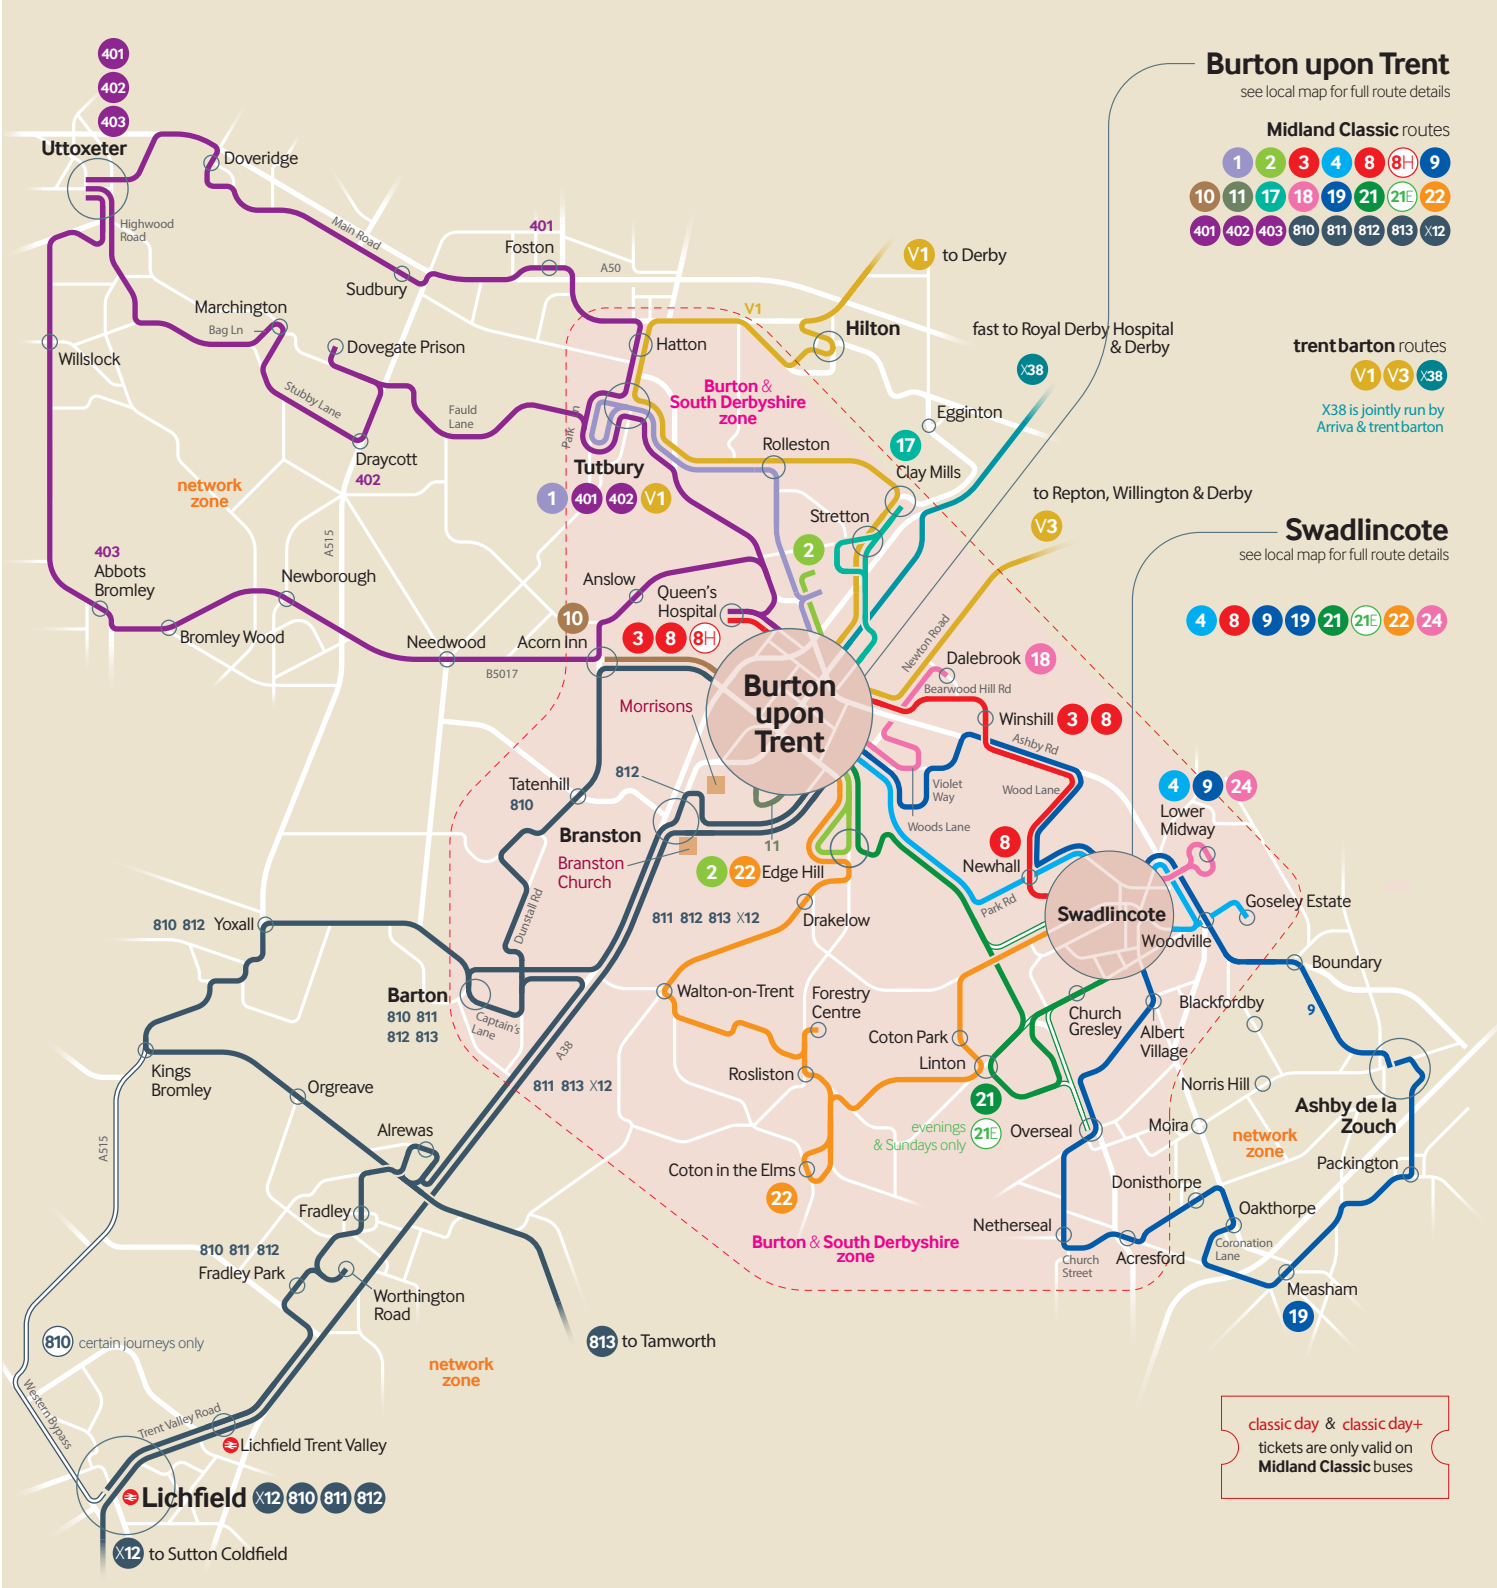 401
402
403
Uttoxeter
Doveridge
Highwood
Road
Main Road
401
Foston
A50
Sudbury
Marchington
Bag Ln
Dovegate Prison
Willslock
Stubby Lane
Fauld
Lane
Draycott
402
network
zone
A515
403
Abbots
Bromley
Newborough
Bromley Wood
Needwood
B5017
Burton upon Trent
see local map for full route details
Midland Classic routes
1 2 3 4 8 8H 9
10 11 17 18 19 21 21E 22
401 402 403 810 811 812 813 X12
trentbarton routes
V1 V3 X38
X38 is jointly run by
Arriva & trentbarton
V1 to Derby
V1
Hilton
Hatton
fast to Royal Derby Hospital
& Derby
X38
Burton &
South Derbyshire
zone
Egginton
Park Ln
Tutbury
1 401 402 V1
Rolleston
17
Clay Mills
Stretton
2
to Repton, Willington & Derby
V3
Swadlincote
see local map for full route details
4 8 9 19 21 21E 22 24
Anslow
Queen's
Hospital
10
Acorn Inn
3 8 8H
Newton Road
Dalebrook 18
Bearwood Hill Rd
Morrisons
Burton
upon
Trent
Winshill 3 8
Ashby Rd
Tatenhill
810
812
Violet
Way
Wood Lane
Woods Lane
4 9 24
Lower
Midway
Branston
Branston
Church
11
2 22 Edge Hill
8
Newhall
Park Rd
Swadlincote
Goseley Estate
Woodville
Boundary
Dunstall Rd
811 812 813 X12
Drakelow
810 812 Yoxall
Barton
810 811
812 813
Captain's
Lane
A38
Walton-on-Trent
Forestry
Centre
Coton Park
Church
Gresley
Blackfordby
9
Albert
Village
Kings
Bromley
Orgreave
811 813 X12
Rosliston
Linton
21
evenings
& Sundays only
21E
Overseal
Norris Hill
Moira
Ashby de la
Zouch
network
zone
Packington
A515
Alrewas
Coton in the Elms
22
Donisthorpe
Oakthorpe
Fradley
Netherseal
Coronation
Lane
Church
Street
Acresford
Measham
19
Burton & South Derbyshire
zone
810 811 812
Fradley Park
Worthington
Road
810 certain journeys only
813 to Tamworth
network
zone
Western Bypass
Trent Valley Road
Lichfield Trent Valley
Lichfield X12 810 811 812
X12 to Sutton Coldfield
classic day & classic day+
tickets are only valid on
Midland Classic buses